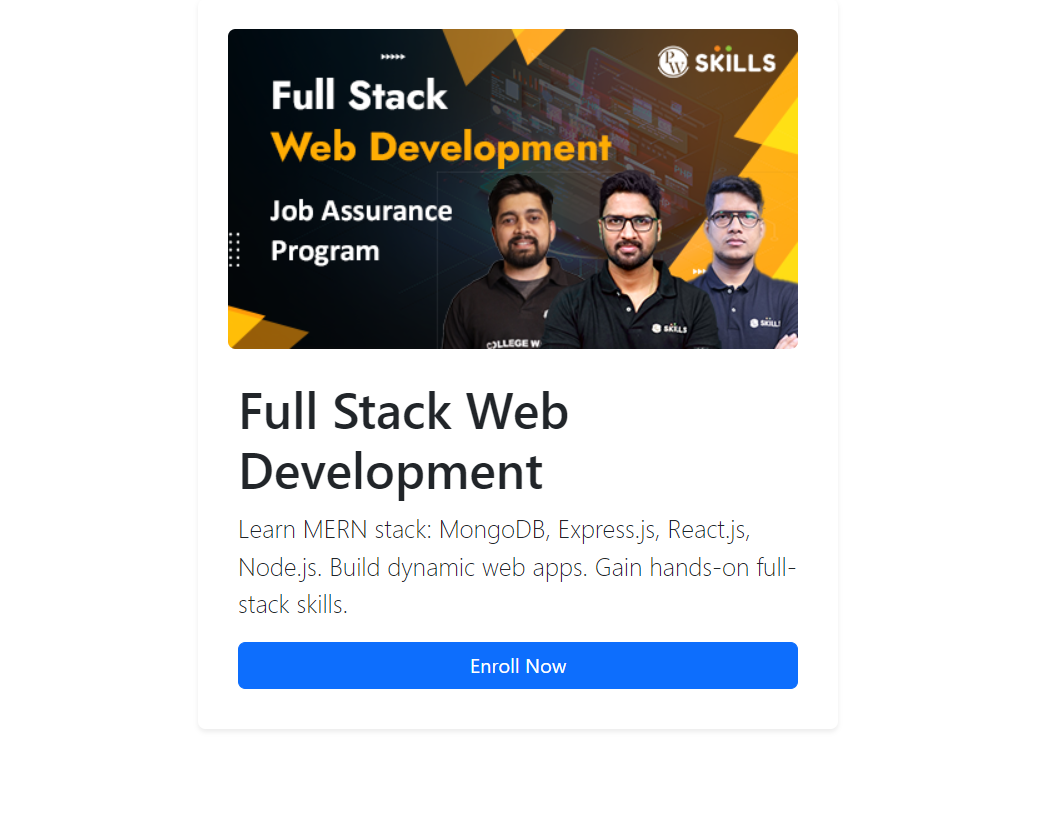 PW SKILLS
Full Stack
Web Development
Job Assurance
Program
SKILLS
SKILL
COLLEGE W
Full Stack Web
Development
Learn MERN stack: MongoDB, Express.js, React.js,
Node.js. Build dynamic web apps. Gain hands-on full-
stack skills.
Enroll Now